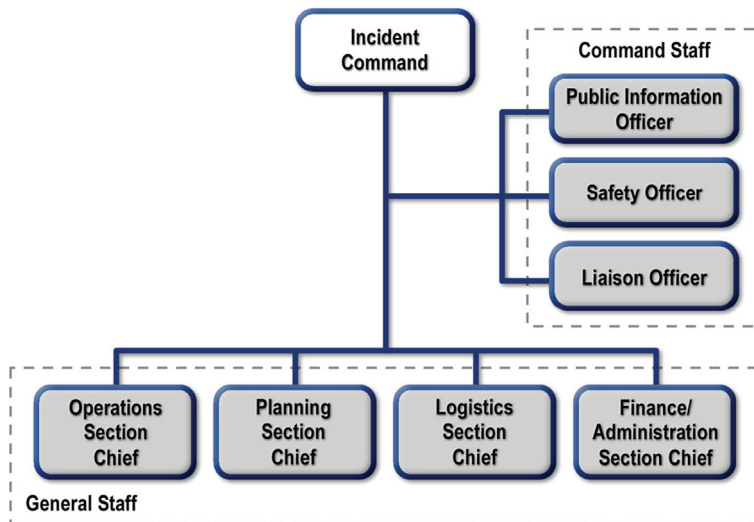 Incident
Command
Command Staff
Public Information
Officer
Safety Officer
Liaison Officer
Operations
Section
Chief
Planning
Section
Chief
Logistics
Section
Chief
Finance/
Administration
Section Chief
General Staff